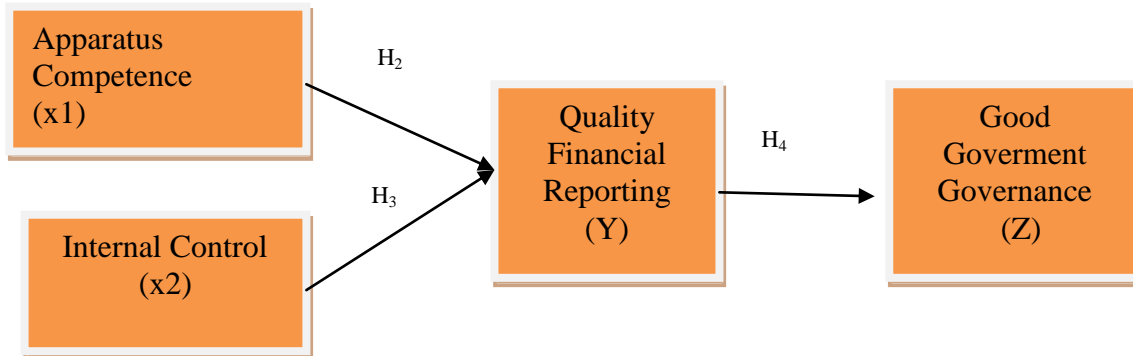 Apparatus
Competence
(x1)
H2
H3
Internal Control
(x2)
Quality
Financial
Reporting
(Y)
H4
Good
Goverment
Governance
(Z)